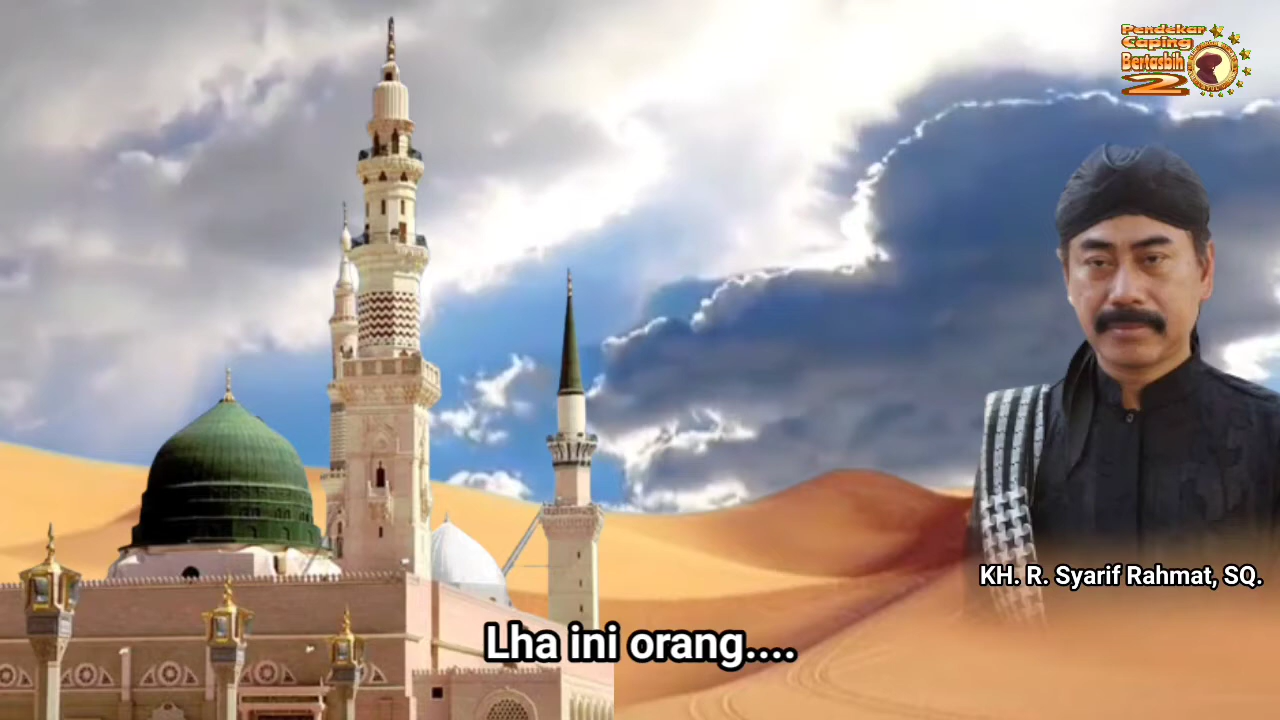 Pendekar
Caping
Bertasbih
2
KH. R. Syarif Rahmat, SQ.
Lha ini orang....